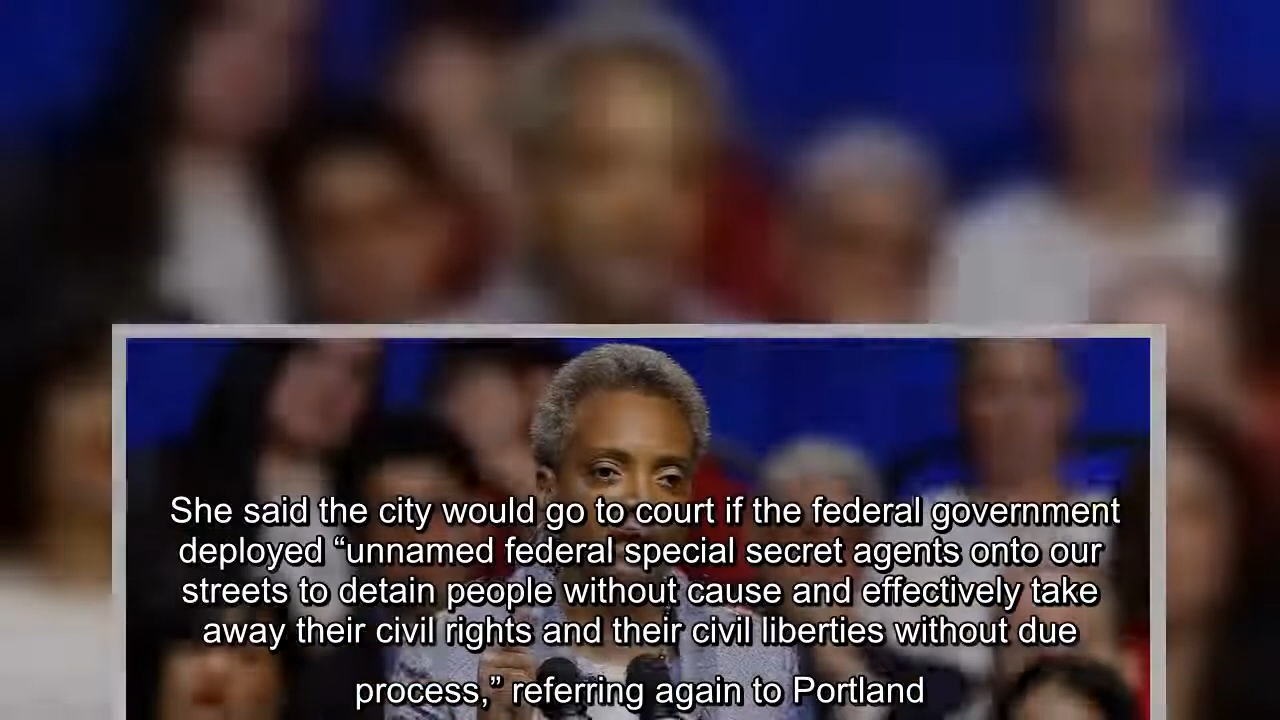 She said the city would go to court if the federal government
deployed “unnamed federal special secret agents onto our
streets to detain people without cause and effectively take
away their civil rights and their civil liberties without due
process,” referring again to Portland